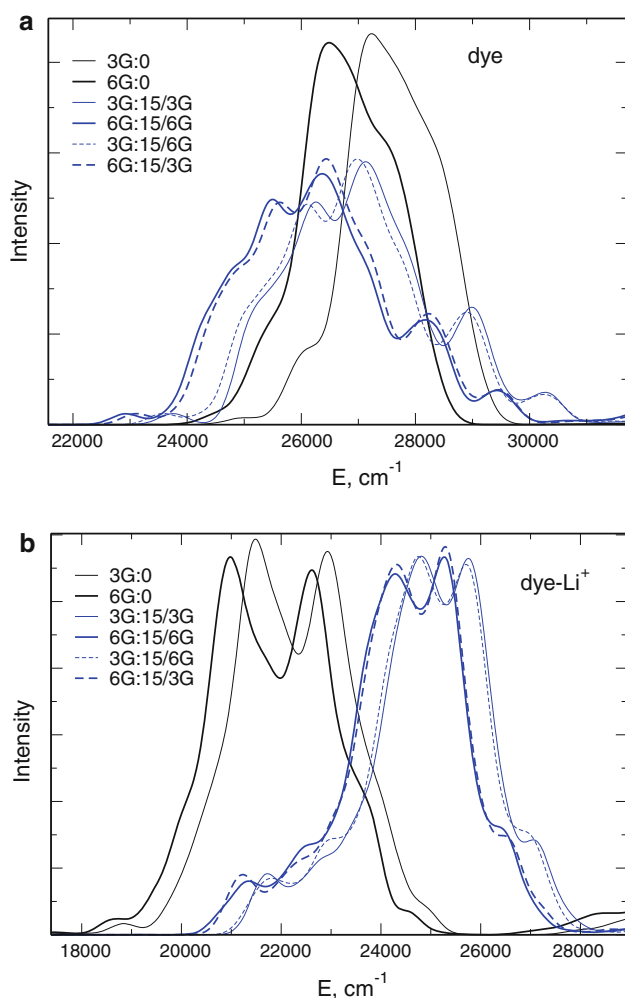 a
dye
3G:0
6G:0
3G:15/3G
6G:15/6G
3G:15/6G
6G:15/3G
Intensity
22000 24000 26000 28000 30000
E, cm⁻¹
b
dye-Li⁺
3G:0
6G:0
3G:15/3G
6G:15/6G
3G:15/6G
6G:15/3G
Intensity
18000 20000 22000 24000 26000 28000
E, cm⁻¹